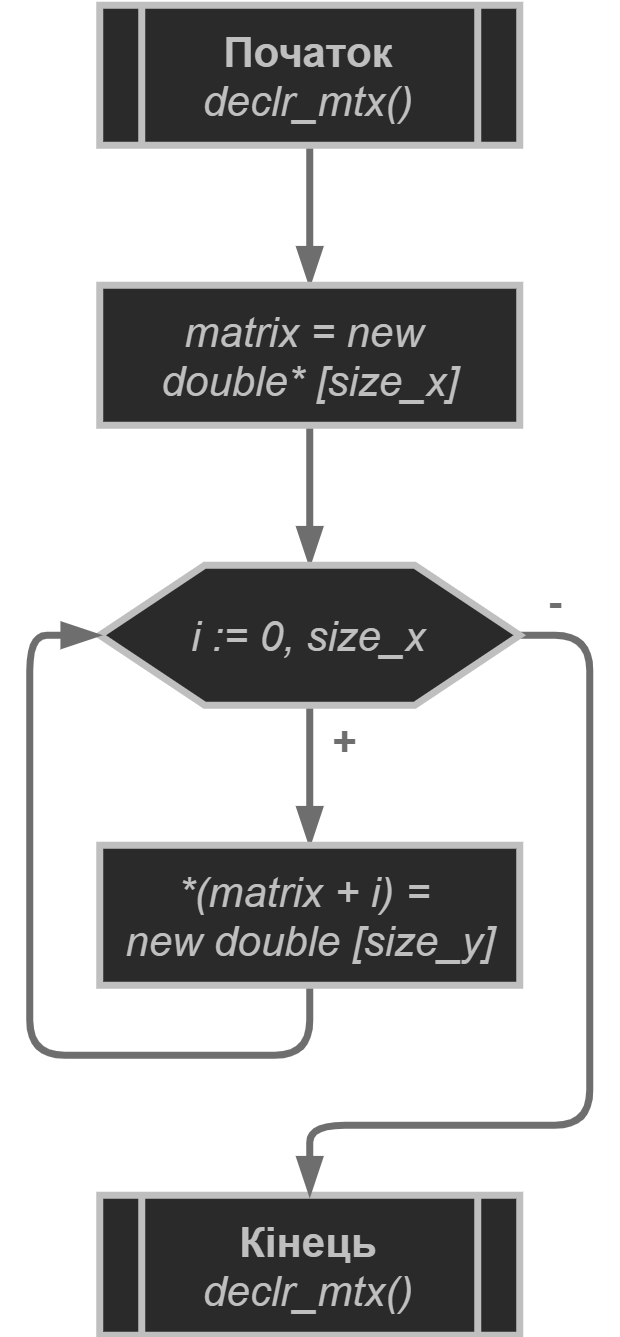 Початок
declr_mtx()
matrix = new
double* [size_x]
i := 0, size_x
-
+
*(matrix + i) =
new double [size_y]
Кінець
declr_mtx()